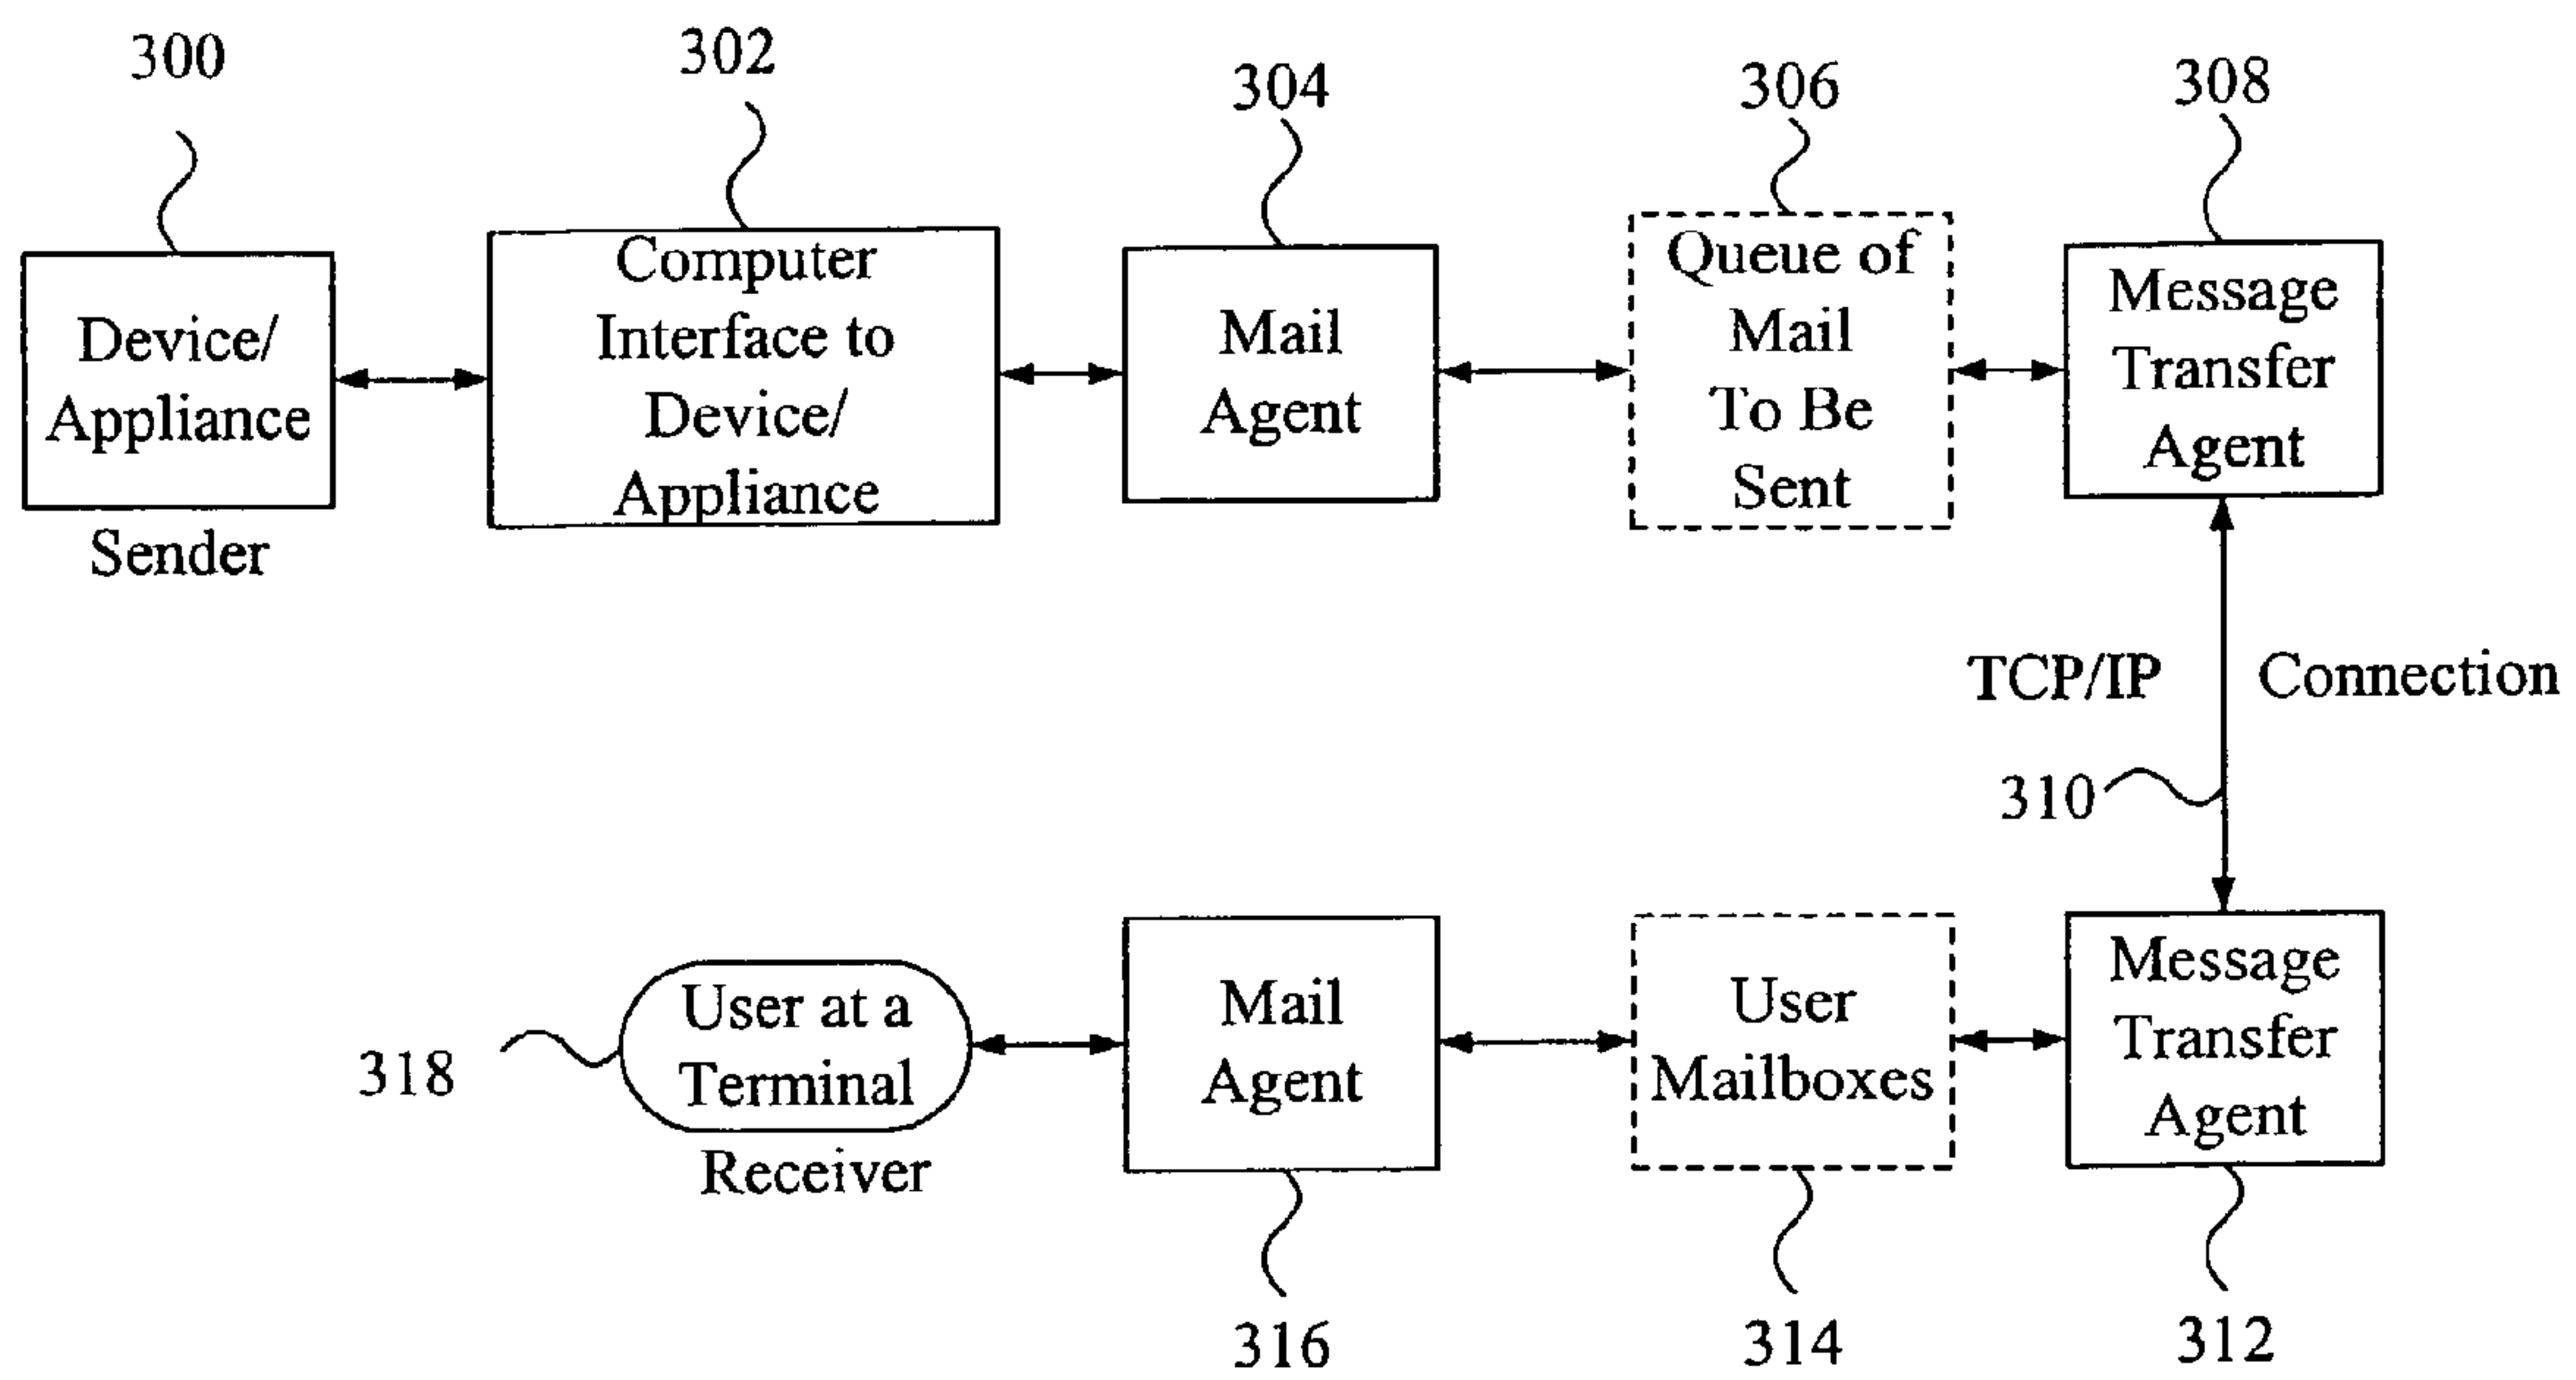 300
302
304
306
308
Device/
Appliance
Sender
Computer
Interface to
Device/
Appliance
Mail
Agent
Queue of
Mail
To Be
Sent
Message
Transfer
Agent
TCP/IP Connection
310
User at a
Terminal
Receiver
318
Mail
Agent
User
Mailboxes
Message
Transfer
Agent
316
314
312